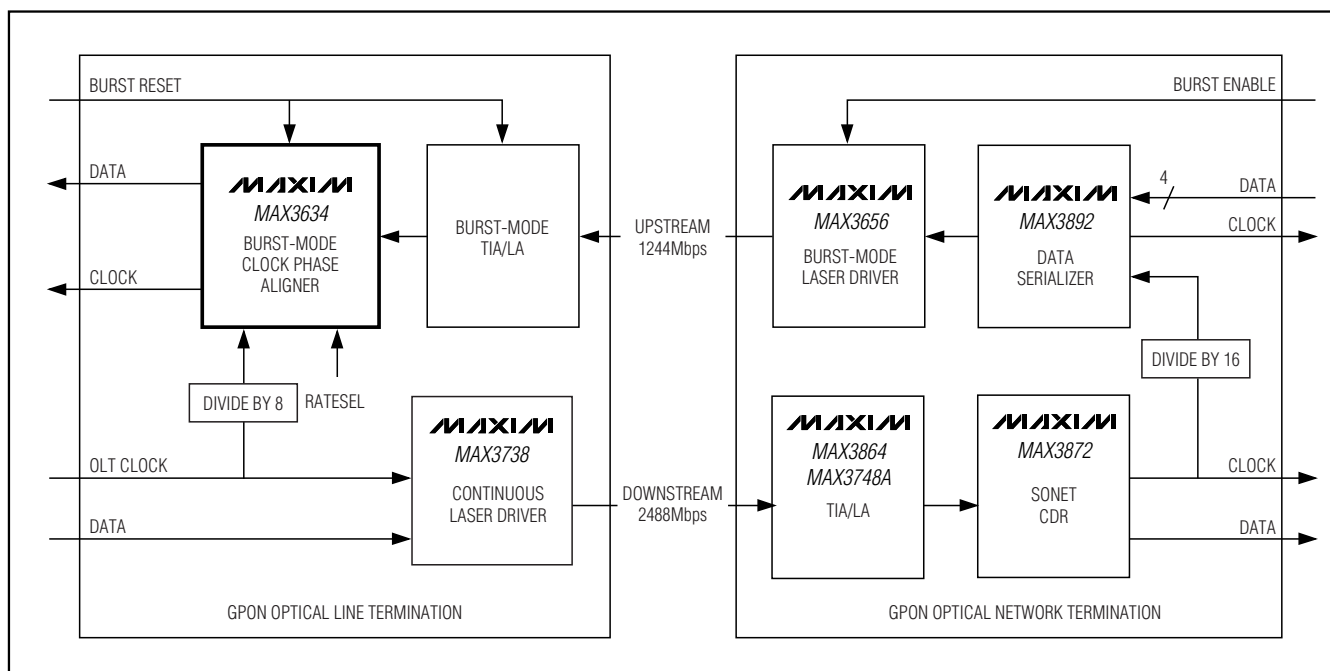 BURST RESET
DATA
CLOCK
MAXIM
MAX3634
BURST-MODE
CLOCK PHASE
ALIGNER
BURST-MODE
TIA/LA
DIVIDE BY 8
RATESEL
OLT CLOCK
DATA
MAXIM
MAX3738
CONTINUOUS
LASER DRIVER
GPON OPTICAL LINE TERMINATION
UPSTREAM
1244Mbps
DOWNSTREAM
2488Mbps
BURST ENABLE
MAXIM
MAX3656
BURST-MODE
LASER DRIVER
MAXIM
MAX3892
DATA
SERIALIZER
4
DATA
CLOCK
DIVIDE BY 16
MAXIM
MAX3864
MAX3748A
TIA/LA
MAXIM
MAX3872
SONET
CDR
CLOCK
DATA
GPON OPTICAL NETWORK TERMINATION